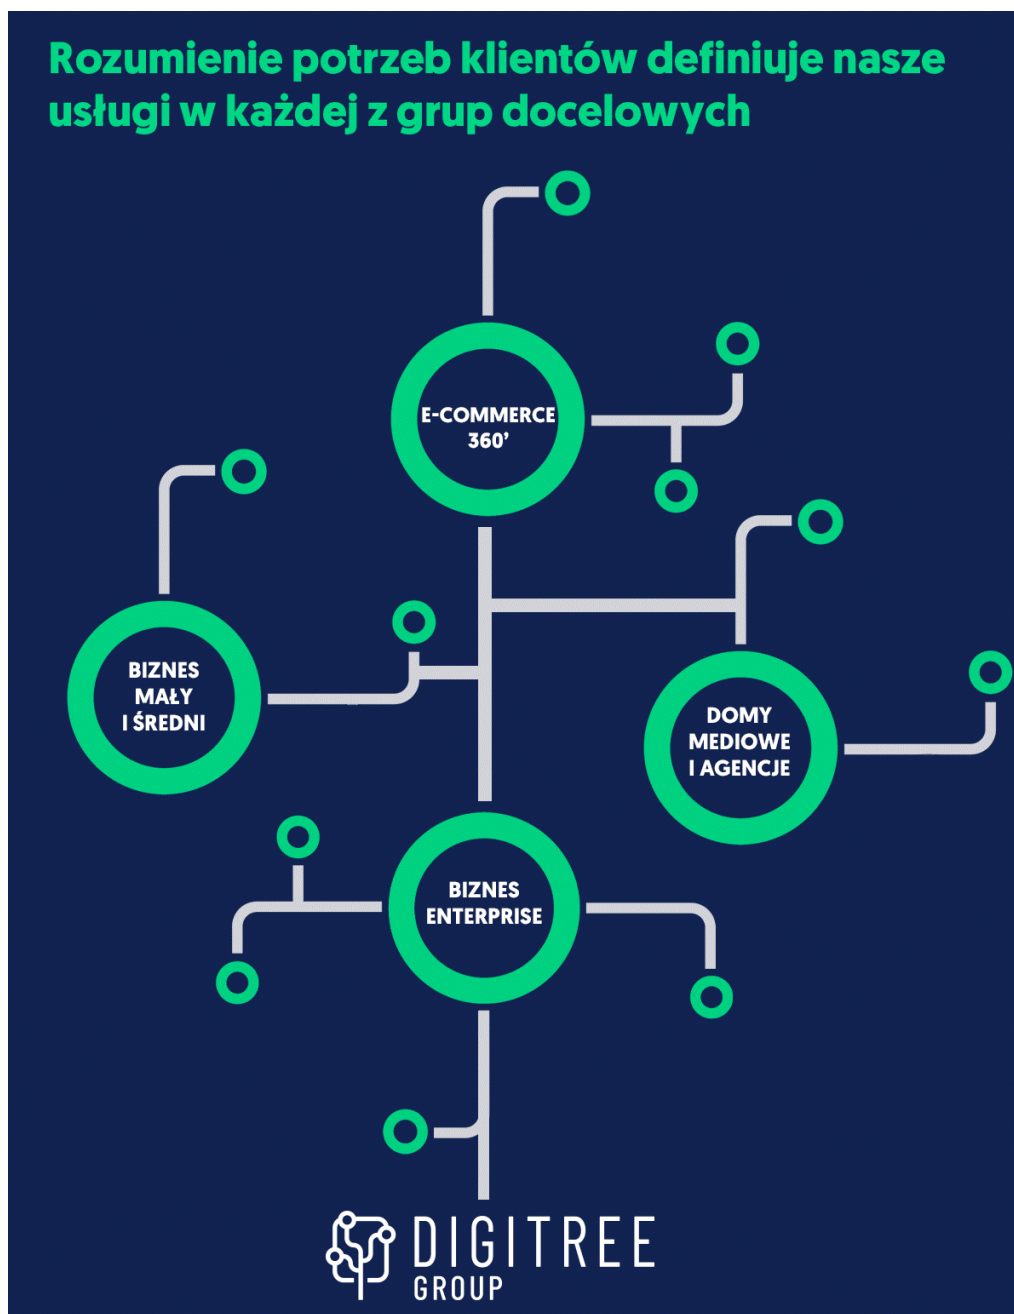 Rozumienie potrzeb klientów definiuje nasze
usługi w każdej z grup docelowych
E-COMMERCE
360’
BIZNES
MAŁY
I ŚREDNI
DOMY
MEDIOWE
I AGENCJE
BIZNES
ENTERPRISE
DIGITREE
GROUP